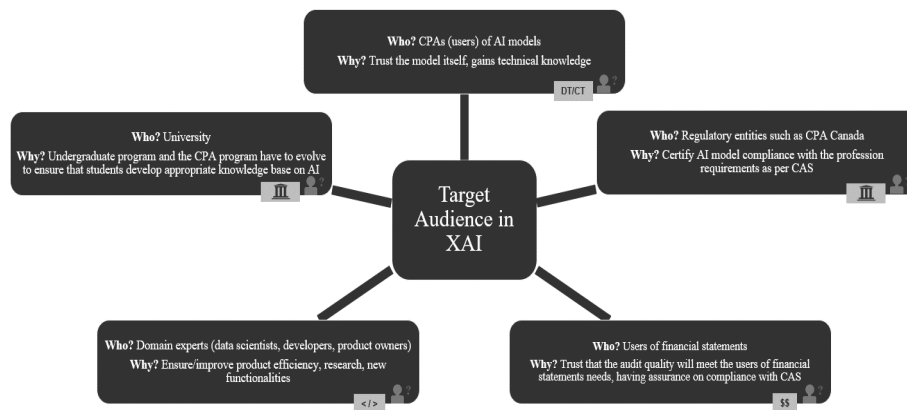 Who? CPAs (users) of AI models
Why? Trust the model itself, gains technical knowledge
DT/CT
?
Who? University
Why? Undergraduate program and the CPA program have to evolve
to ensure that students develop appropriate knowledge base on AI
?
Who? Regulatory entities such as CPA Canada
Why? Certify AI model compliance with the profession
requirements as per CAS
?
Target
Audience in
XAI
Who? Domain experts (data scientists, developers, product owners)
Why? Ensure/improve product efficiency, research, new
functionalities
</>
?
Who? Users of financial statements
Why? Trust that the audit quality will meet the users of financial
statements needs, having assurance on compliance with CAS
$$
?